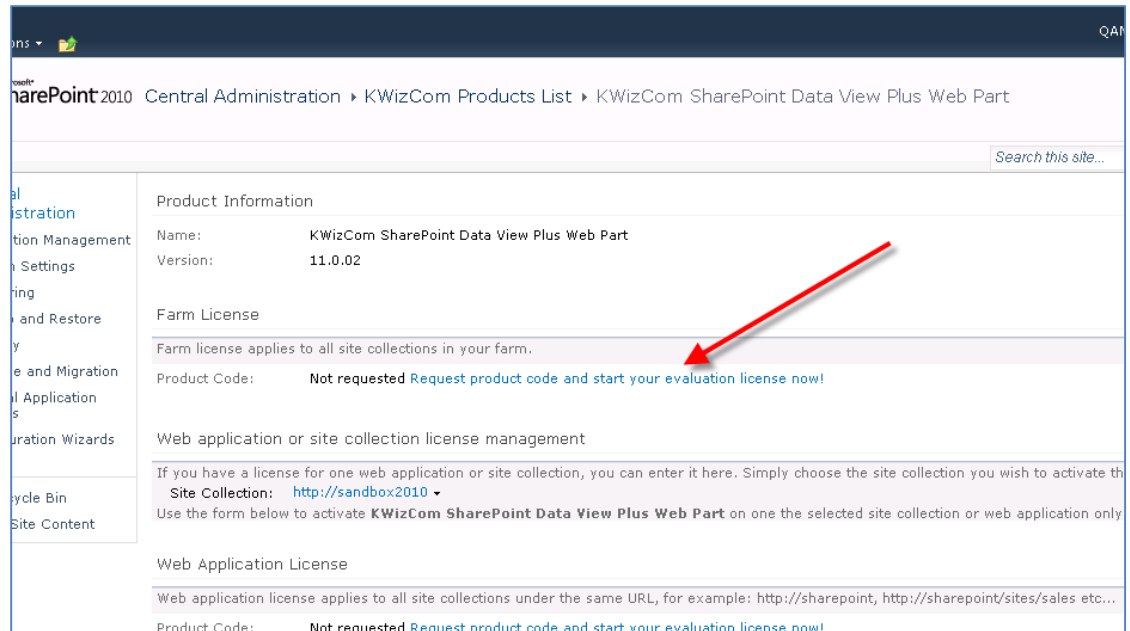 ons
QAN
osoft
harePoint 2010 Central Administration KWizCom Products List KWizCom SharePoint Data View Plus Web Part
Search this site...
al
istration
tion Management
n Settings
ring
and Restore
y
e and Migration
al Application
s
uration Wizards
ycle Bin
Site Content
Product Information
Name: KWizCom SharePoint Data View Plus Web Part
Version: 11.0.02
Farm License
Farm license applies to all site collections in your farm.
Product Code: Not requested Request product code and start your evaluation license now!
Web application or site collection license management
If you have a license for one web application or site collection, you can enter it here. Simply choose the site collection you wish to activate th
Site Collection: http://sandbox2010
Use the form below to activate KWizCom SharePoint Data View Plus Web Part on one the selected site collection or web application only
Web Application License
Web application license applies to all site collections under the same URL, for example: http://sharepoint, http://sharepoint/sites/sales etc...
Product Code: Not requested Request product code and start your evaluation license now!